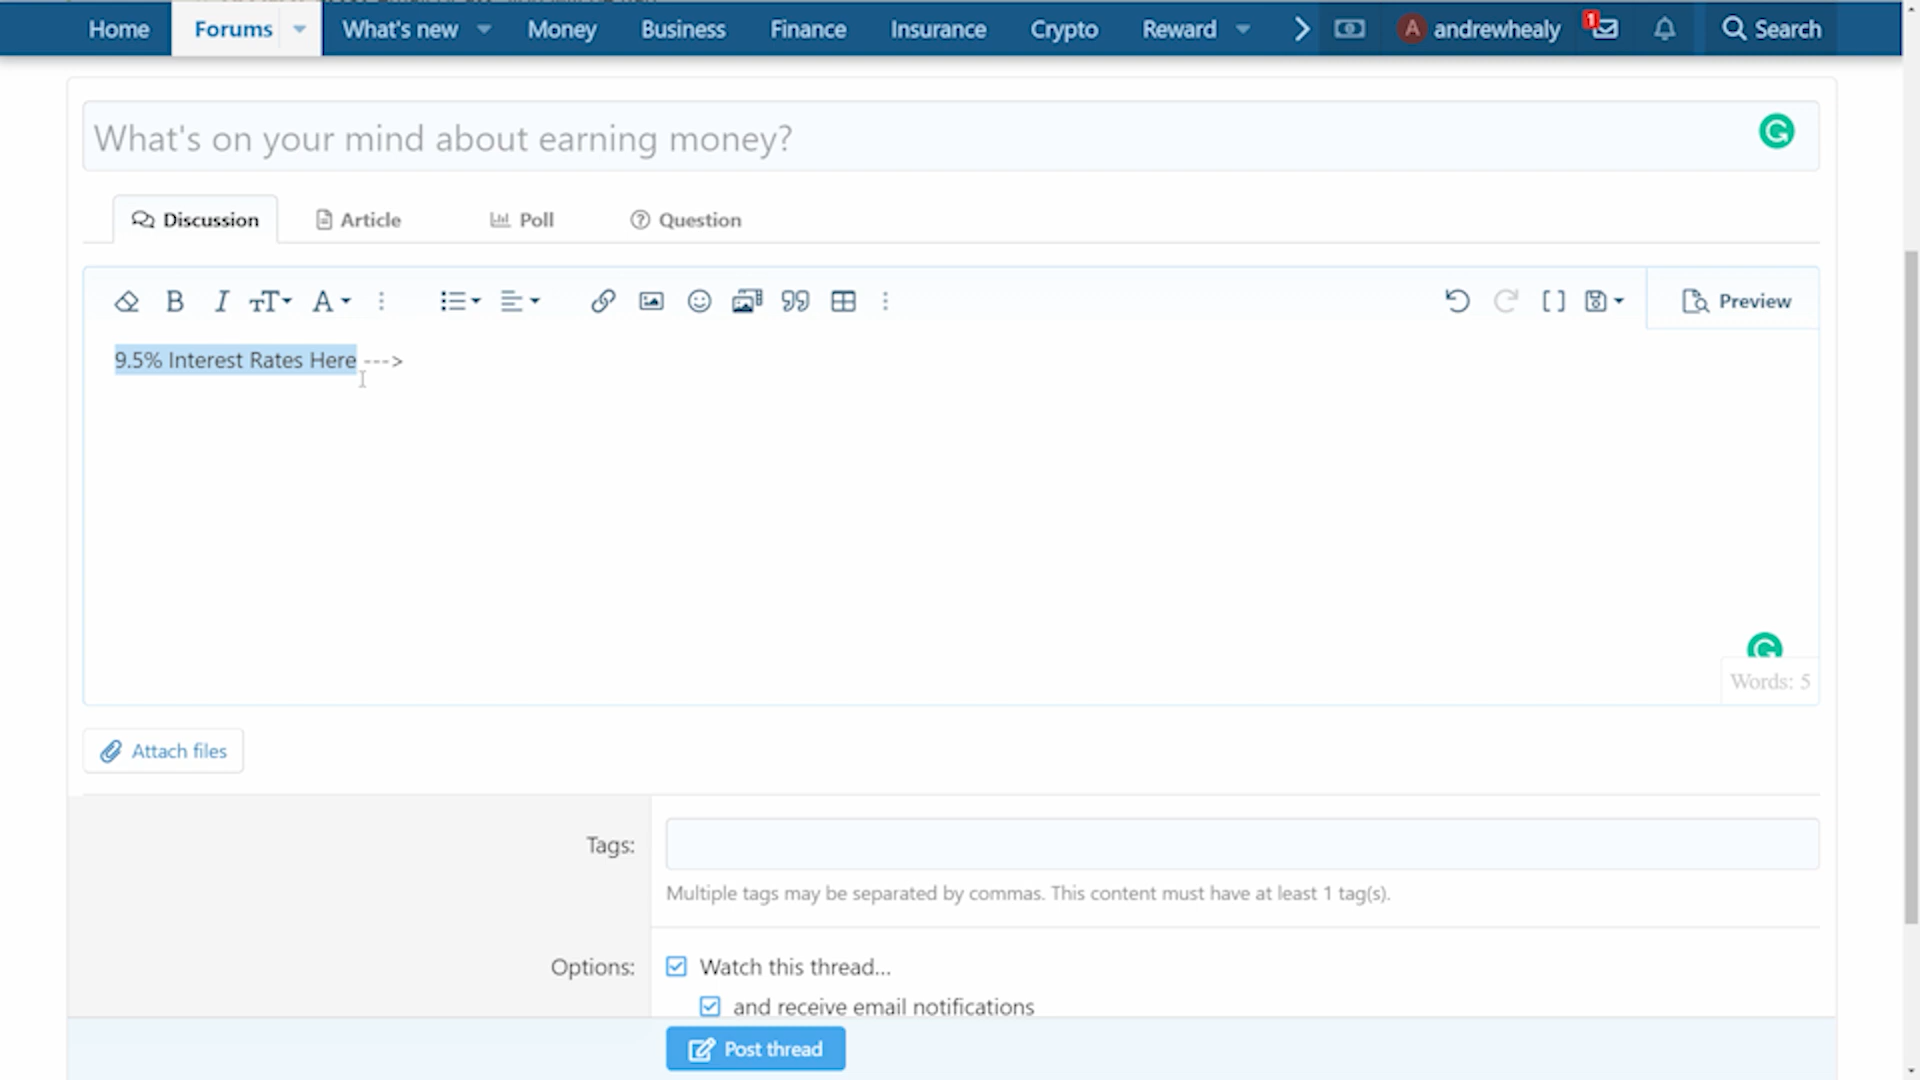 Home Forums What's new Money Business Finance Insurance Crypto Reward A andrewhealy 1 Search
What's on your mind about earning money?
Discussion Article Poll Question
B I TT A Preview
9.5% Interest Rates Here --->
Words: 5
Attach files
Tags:
Multiple tags may be separated by commas. This content must have at least 1 tag(s).
Options: Watch this thread...
and receive email notifications
Post thread